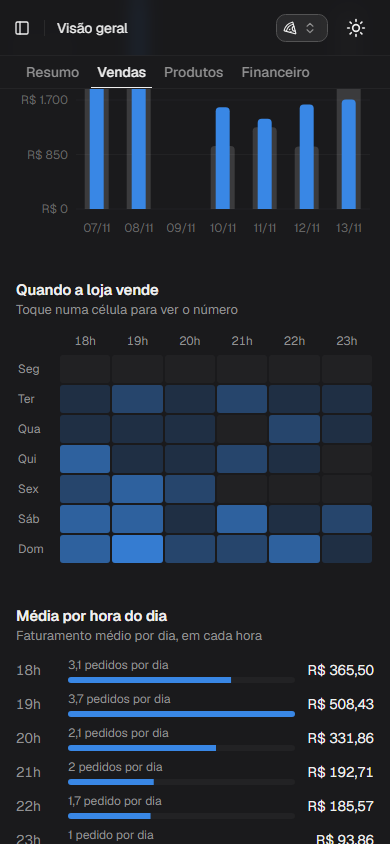 Visão geral
Resumo Vendas Produtos Financeiro
R$ 1.700
R$ 850
R$ 0
07/11 08/11 09/11 10/11 11/11 12/11 13/11
Quando a loja vende
Toque numa célula para ver o número
18h 19h 20h 21h 22h 23h
Seg
Ter
Qua
Qui
Sex
Sáb
Dom
Média por hora do dia
Faturamento médio por dia, em cada hora
18h 3,1 pedidos por dia R$ 365,50
19h 3,7 pedidos por dia R$ 508,43
20h 2,1 pedidos por dia R$ 331,86
21h 2 pedidos por dia R$ 192,71
22h 1,7 pedidos por dia R$ 185,57
23h 1 pedido por dia R$ 93,86